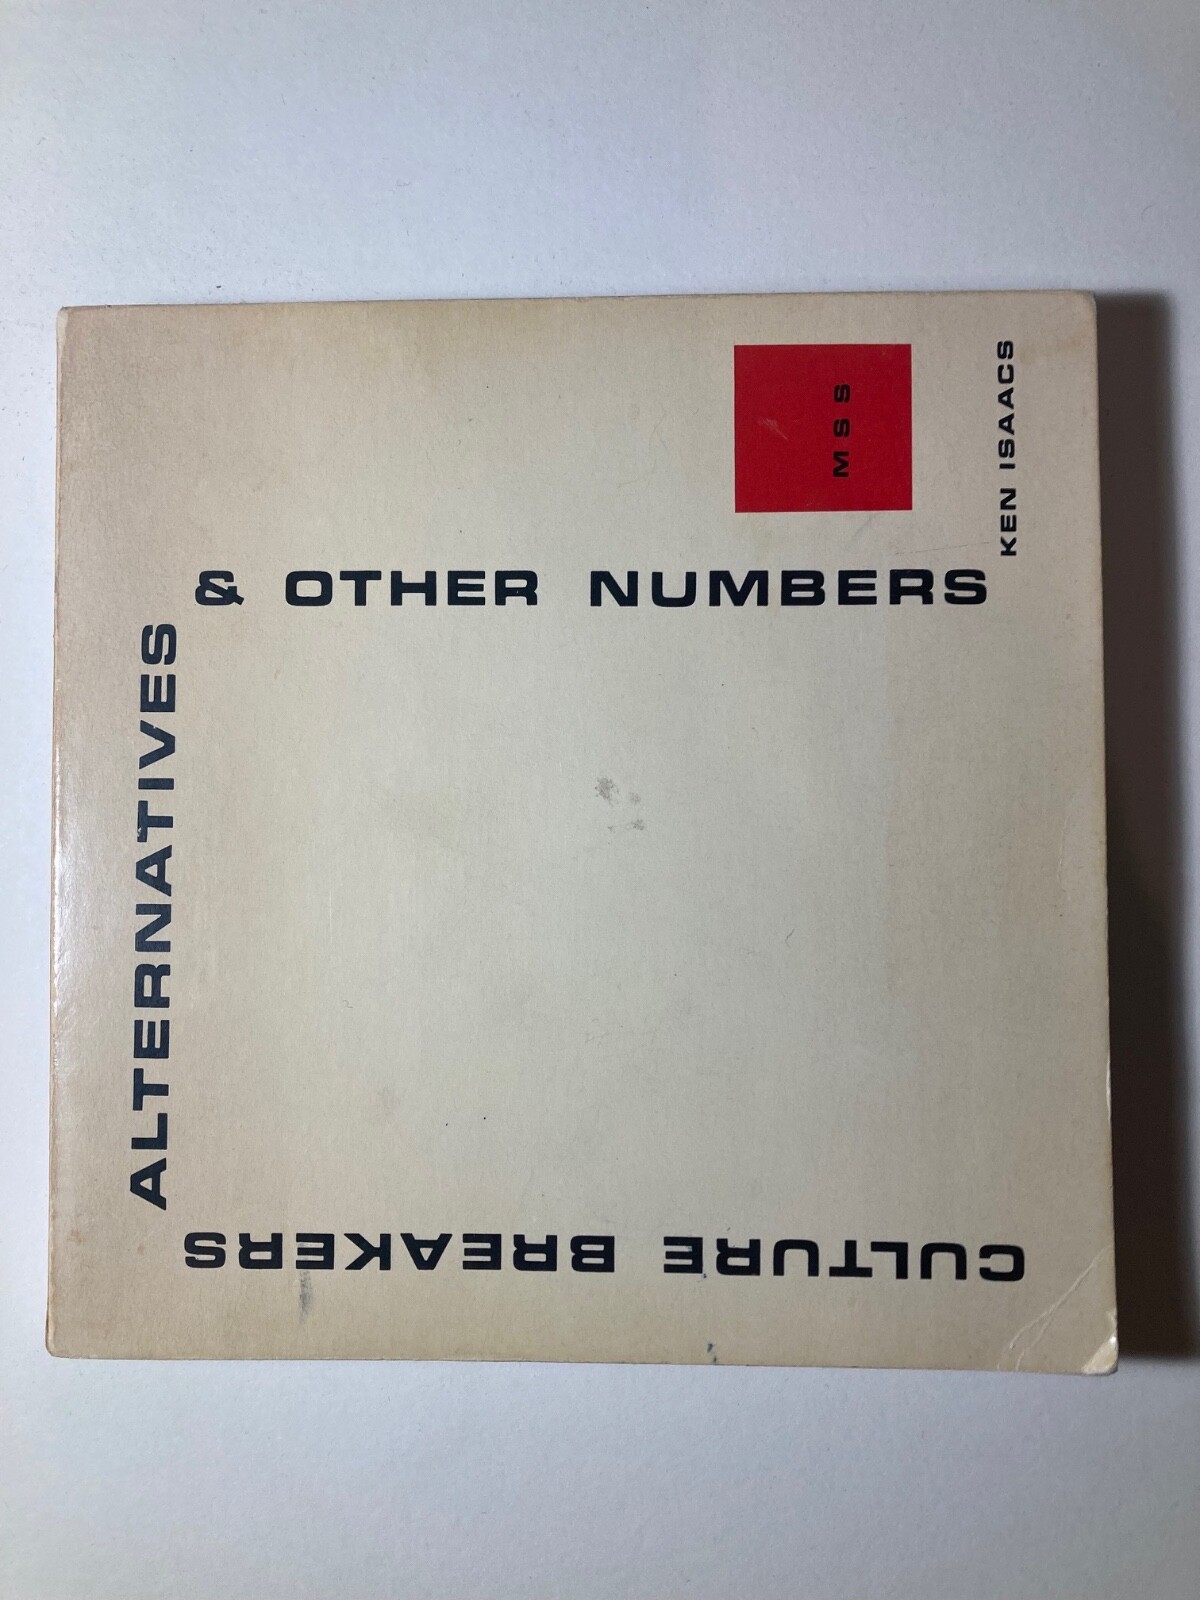 CULTURE BREAKERS
ALTERNATIVES
& OTHER NUMBERS
KEN ISAACS
MSS